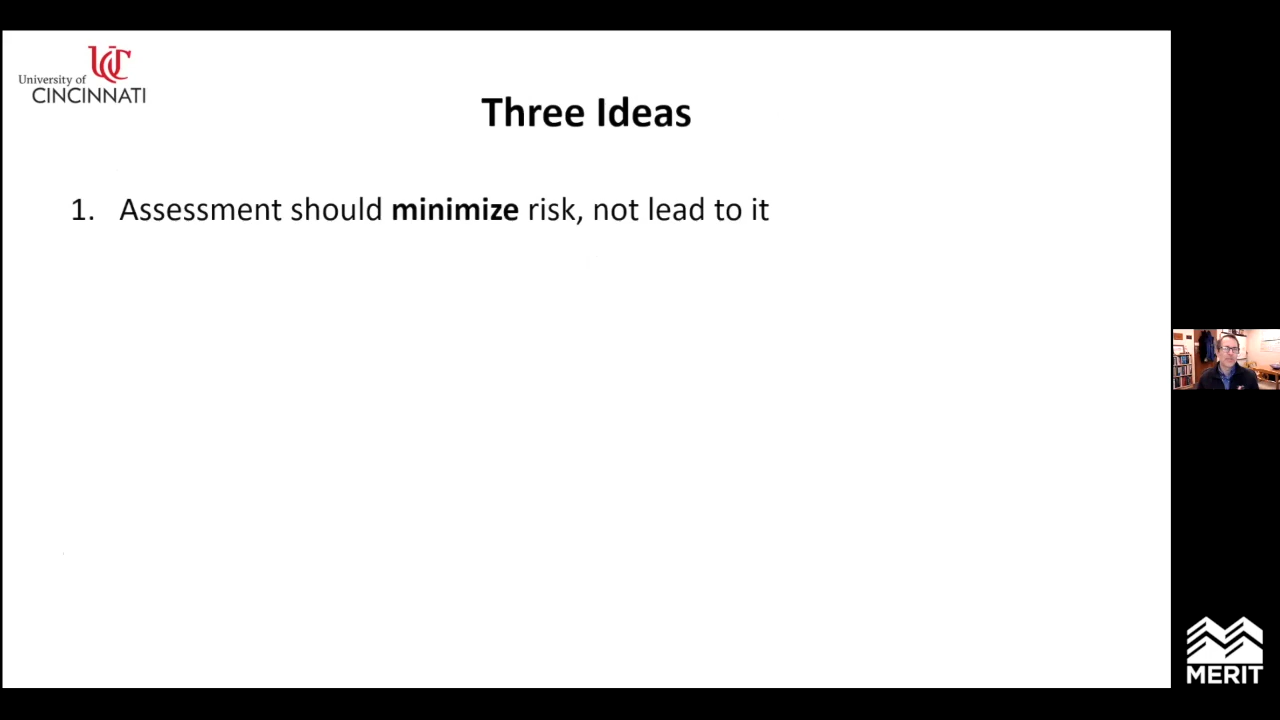 University of
CINCINNATI
Three Ideas
1. Assessment should minimize risk, not lead to it
MERIT